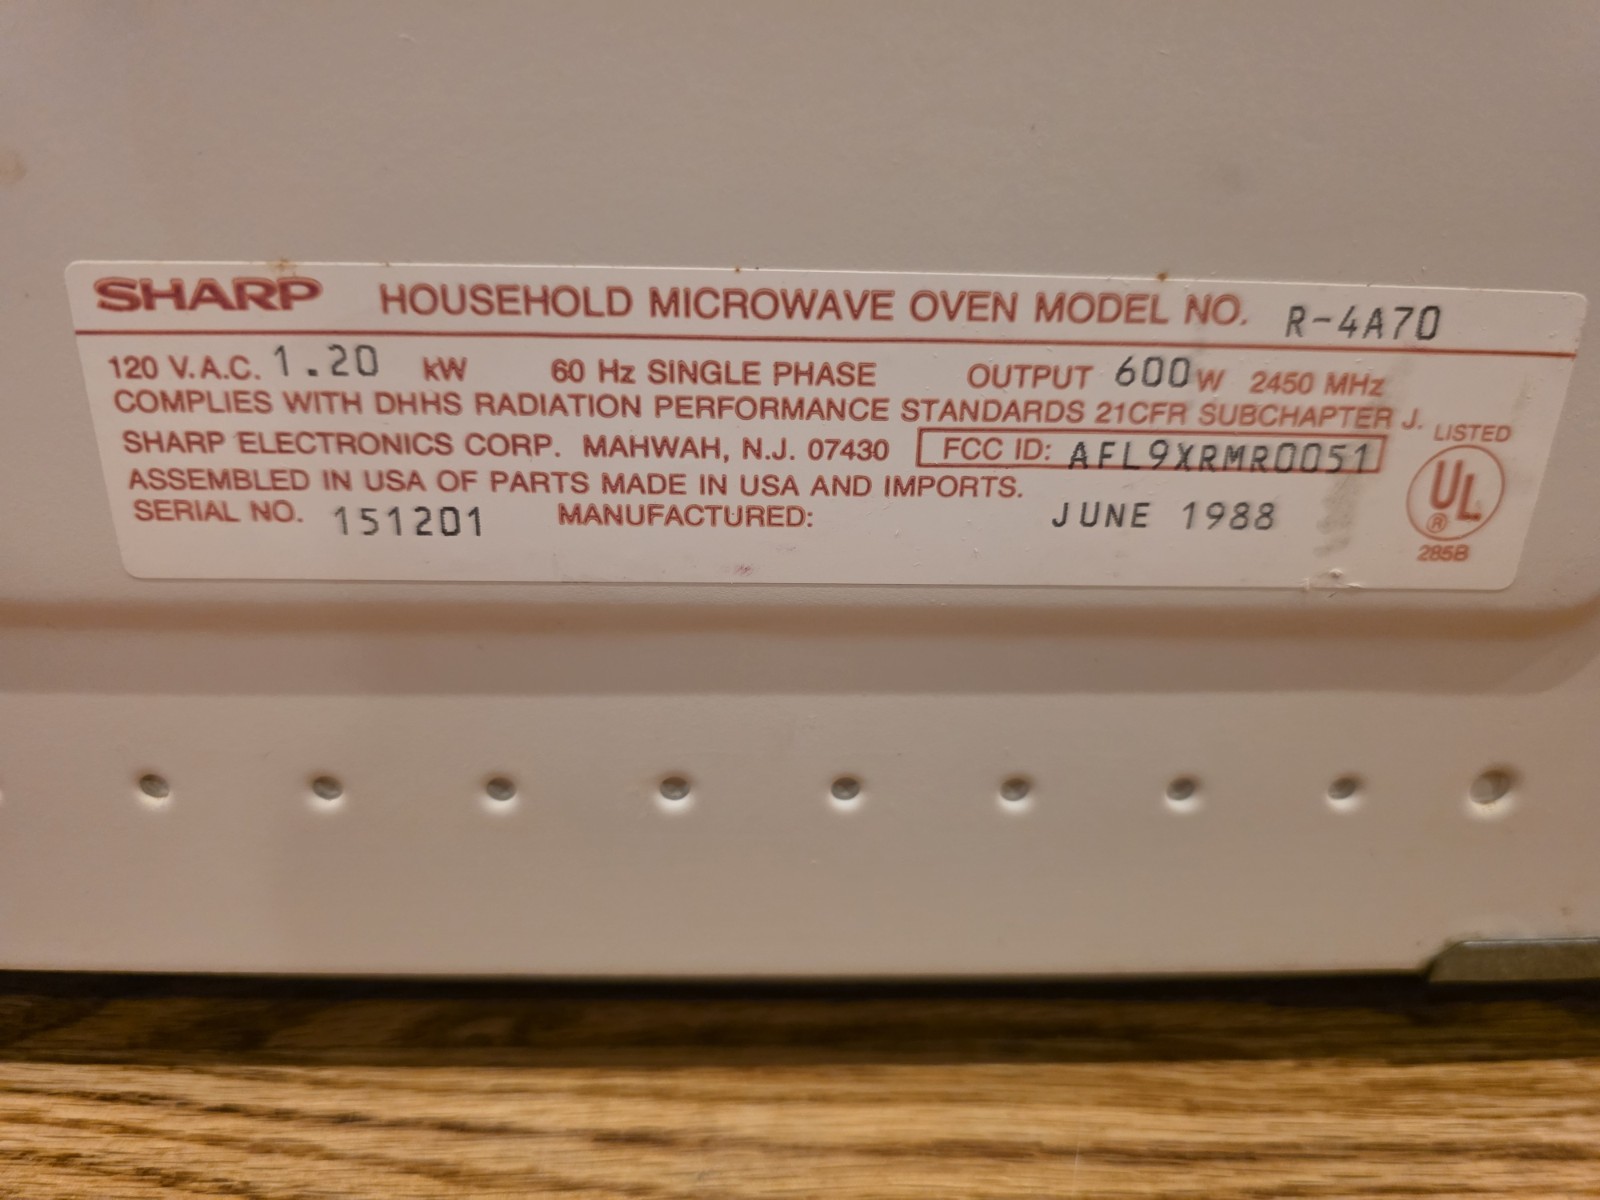 SHARP HOUSEHOLD MICROWAVE OVEN MODEL NO. R-4A70
120 V.A.C. 1.20 kW 60 Hz SINGLE PHASE OUTPUT 600W 2450 MHz
COMPLIES WITH DHHS RADIATION PERFORMANCE STANDARDS 21CFR SUBCHAPTER J.
SHARP ELECTRONICS CORP. MAHWAH, N.J. 07430 FCC ID: AFL9XRMR0051
ASSEMBLED IN USA OF PARTS MADE IN USA AND IMPORTS.
SERIAL NO. 151201 MANUFACTURED: JUNE 1988
LISTED
UL
®
285B